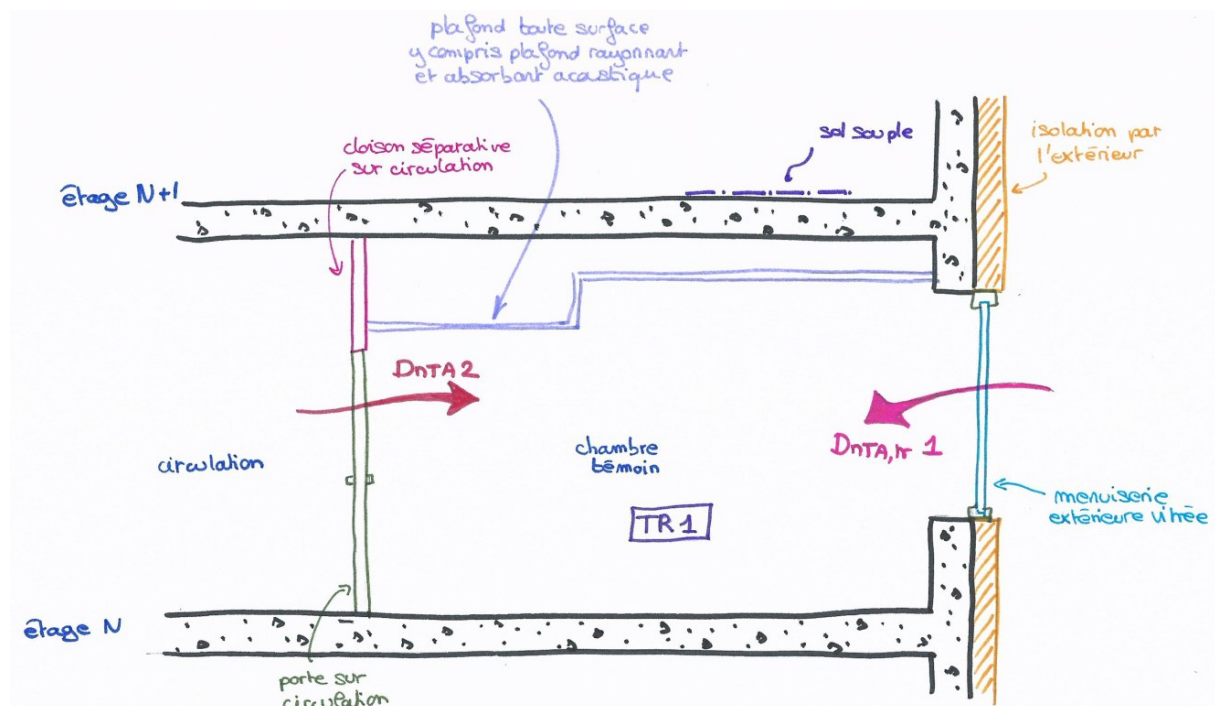 plafond toute surface
y compris plafond rayonnant
et absorbant acoustique
cloison séparative
sur circulation
sol souple
isolation par
l'extérieur
étage N+1
DnTA 2
DnTA,tr 1
circulation
chambre
témoin
TR 1
menuiserie
extérieure vitrée
étage N
porte sur
circulation